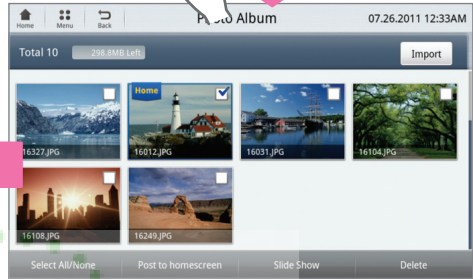 Home Menu Back Photo Album 07.26.2011 12:33AM
Total 10 298.8MB Left Import
Home
16327.JPG 16012.JPG 16031.JPG 16104.JPG
16108.JPG 16249.JPG
Select All/None Post to homescreen Slide Show Delete